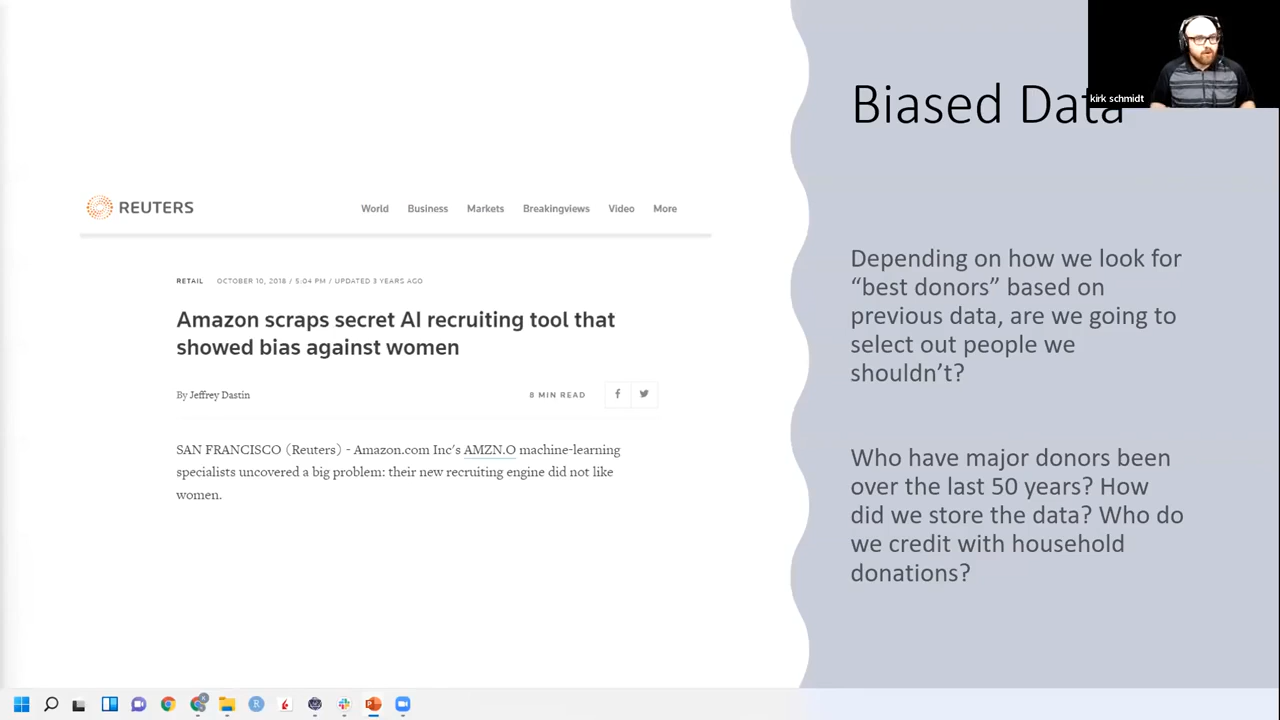 REUTERS
World Business Markets Breakingviews Video More
RETAIL OCTOBER 10, 2018 / 5:04 PM / UPDATED 3 YEARS AGO
Amazon scraps secret AI recruiting tool that
showed bias against women
By Jeffrey Dastin
8 MIN READ
SAN FRANCISCO (Reuters) - Amazon.com Inc's AMZN.O machine-learning
specialists uncovered a big problem: their new recruiting engine did not like
women.
Biased Data
kirk schmidt
Depending on how we look for
“best donors” based on
previous data, are we going to
select out people we
shouldn’t?
Who have major donors been
over the last 50 years? How
did we store the data? Who do
we credit with household
donations?